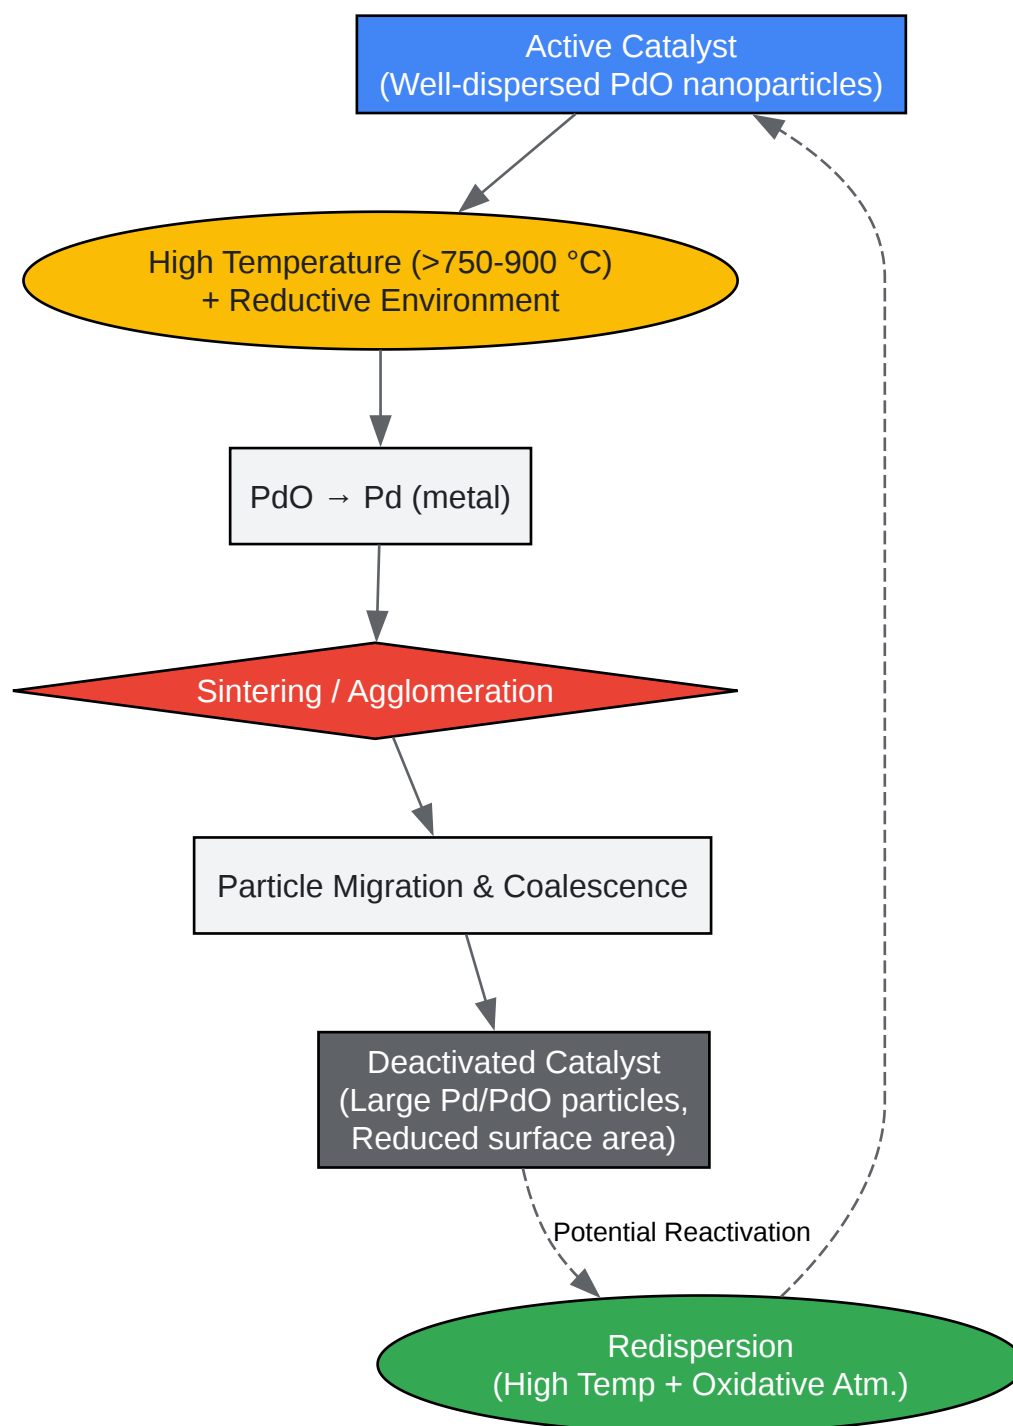 Active Catalyst
(Well-dispersed PdO nanoparticles)
High Temperature (>750-900 °C)
+ Reductive Environment
PdO → Pd (metal)
Sintering / Agglomeration
Particle Migration & Coalescence
Deactivated Catalyst
(Large Pd/PdO particles,
Reduced surface area)
Potential Reactivation
Redispersion
(High Temp + Oxidative Atm.)